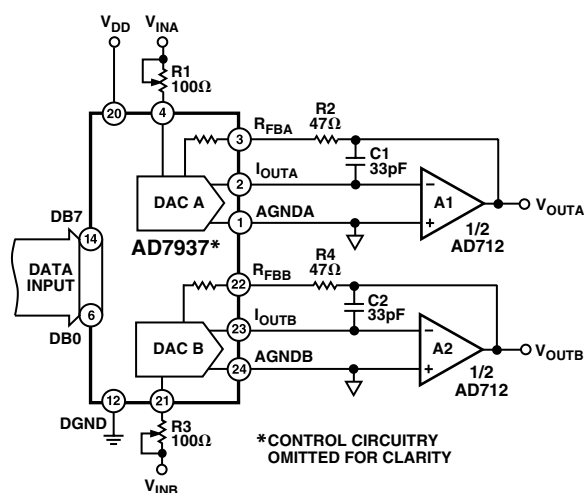 V_DD
V_INA
R1
100Ω
20
4
3
R_FBA
R2
47Ω
C1
33pF
2
I_OUTA
DAC A
1
AGNDA
–
A1
+
V_OUTA
1/2
AD712
AD7937*
DB7
14
DATA
INPUT
6
DB0
22
R_FBB
R4
47Ω
C2
33pF
23
I_OUTB
DAC B
24
AGNDB
–
A2
+
V_OUTB
1/2
AD712
12
21
DGND
R3
100Ω
V_INB
*CONTROL CIRCUITRY
OMITTED FOR CLARITY